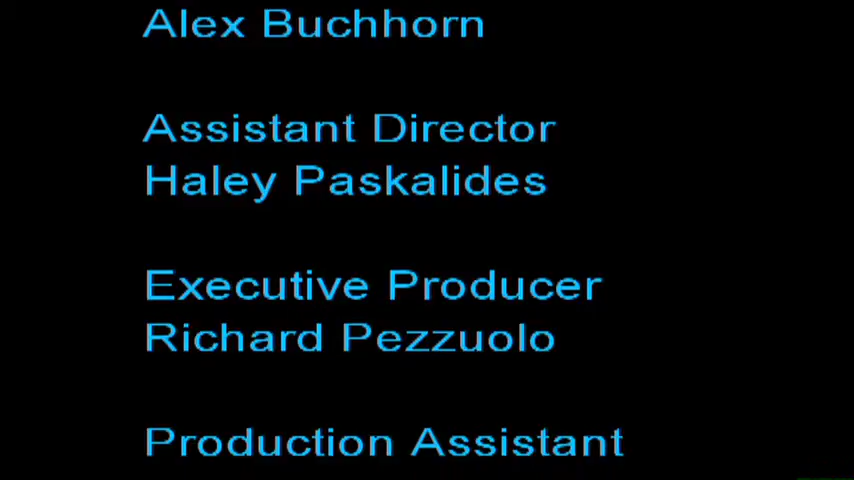 Alex Buchhorn
Assistant Director
Haley Paskalides
Executive Producer
Richard Pezzuolo
Production Assistant